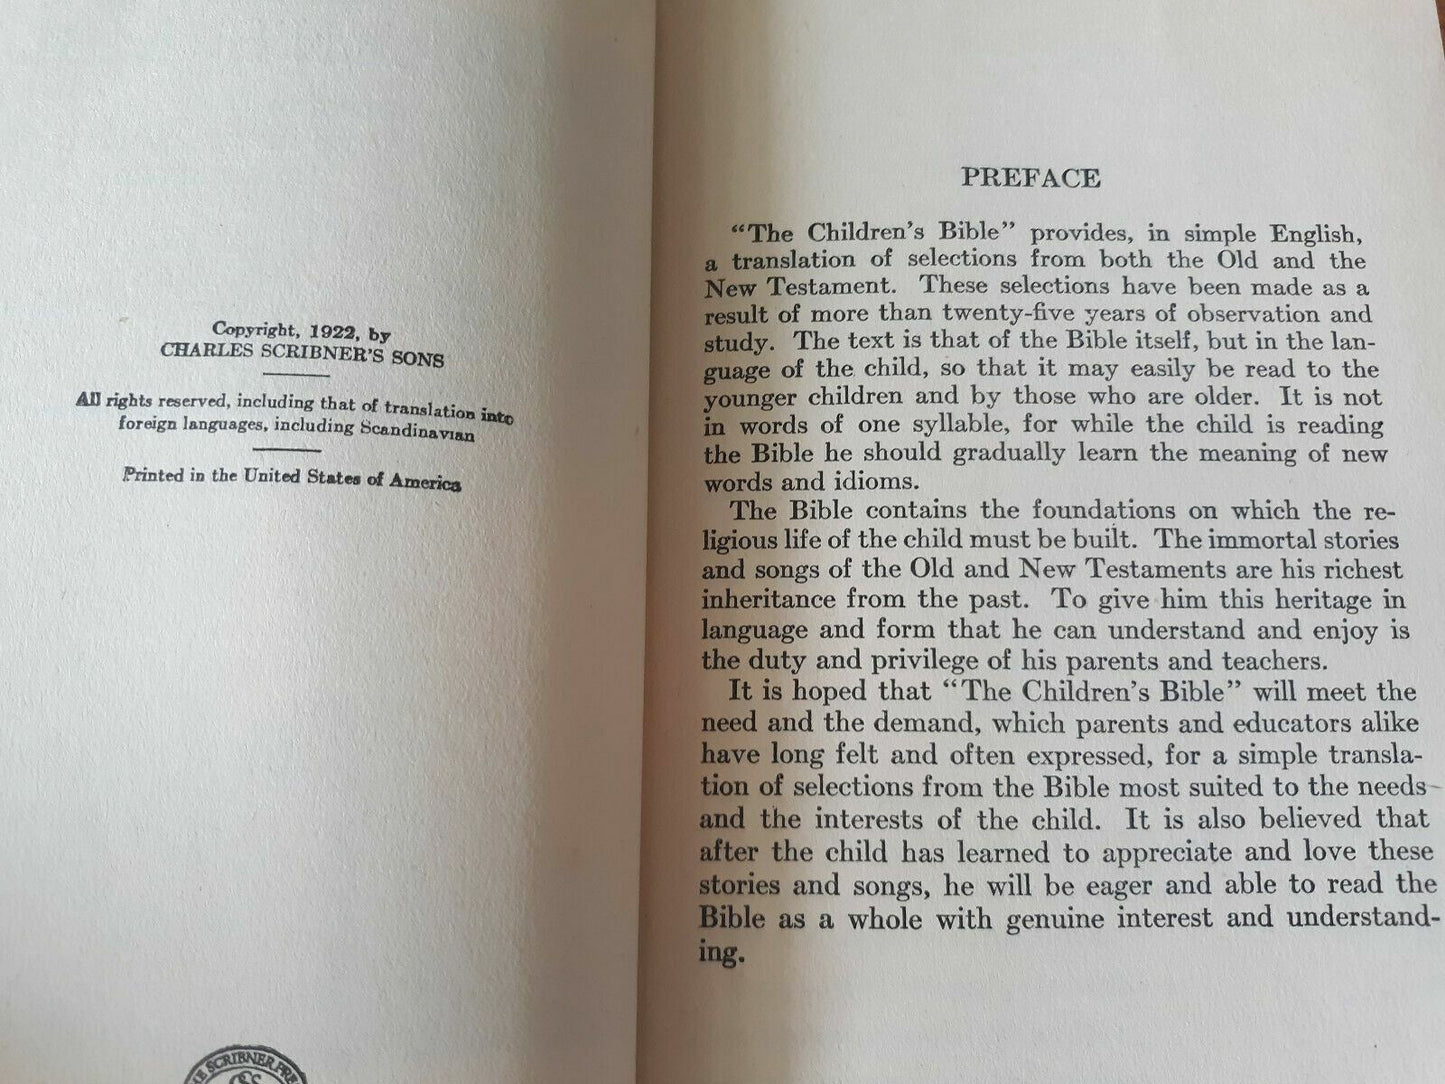 Copyright, 1922, by
CHARLES SCRIBNER'S SONS
All rights reserved, including that of translation into
foreign languages, including Scandinavian
Printed in the United States of America
THE SCRIBNER PRESS
PREFACE
“The Children's Bible” provides, in simple English,
a translation of selections from both the Old and the
New Testament. These selections have been made as a
result of more than twenty-five years of observation and
study. The text is that of the Bible itself, but in the lan-
guage of the child, so that it may easily be read to the
younger children and by those who are older. It is not
in words of one syllable, for while the child is reading
the Bible he should gradually learn the meaning of new
words and idioms.
The Bible contains the foundations on which the re-
ligious life of the child must be built. The immortal stories
and songs of the Old and New Testaments are his richest
inheritance from the past. To give him this heritage in
language and form that he can understand and enjoy is
the duty and privilege of his parents and teachers.
It is hoped that “The Children's Bible” will meet the
need and the demand, which parents and educators alike
have long felt and often expressed, for a simple transla-
tion of selections from the Bible most suited to the needs
and the interests of the child. It is also believed that
after the child has learned to appreciate and love these
stories and songs, he will be eager and able to read the
Bible as a whole with genuine interest and understand-
ing.